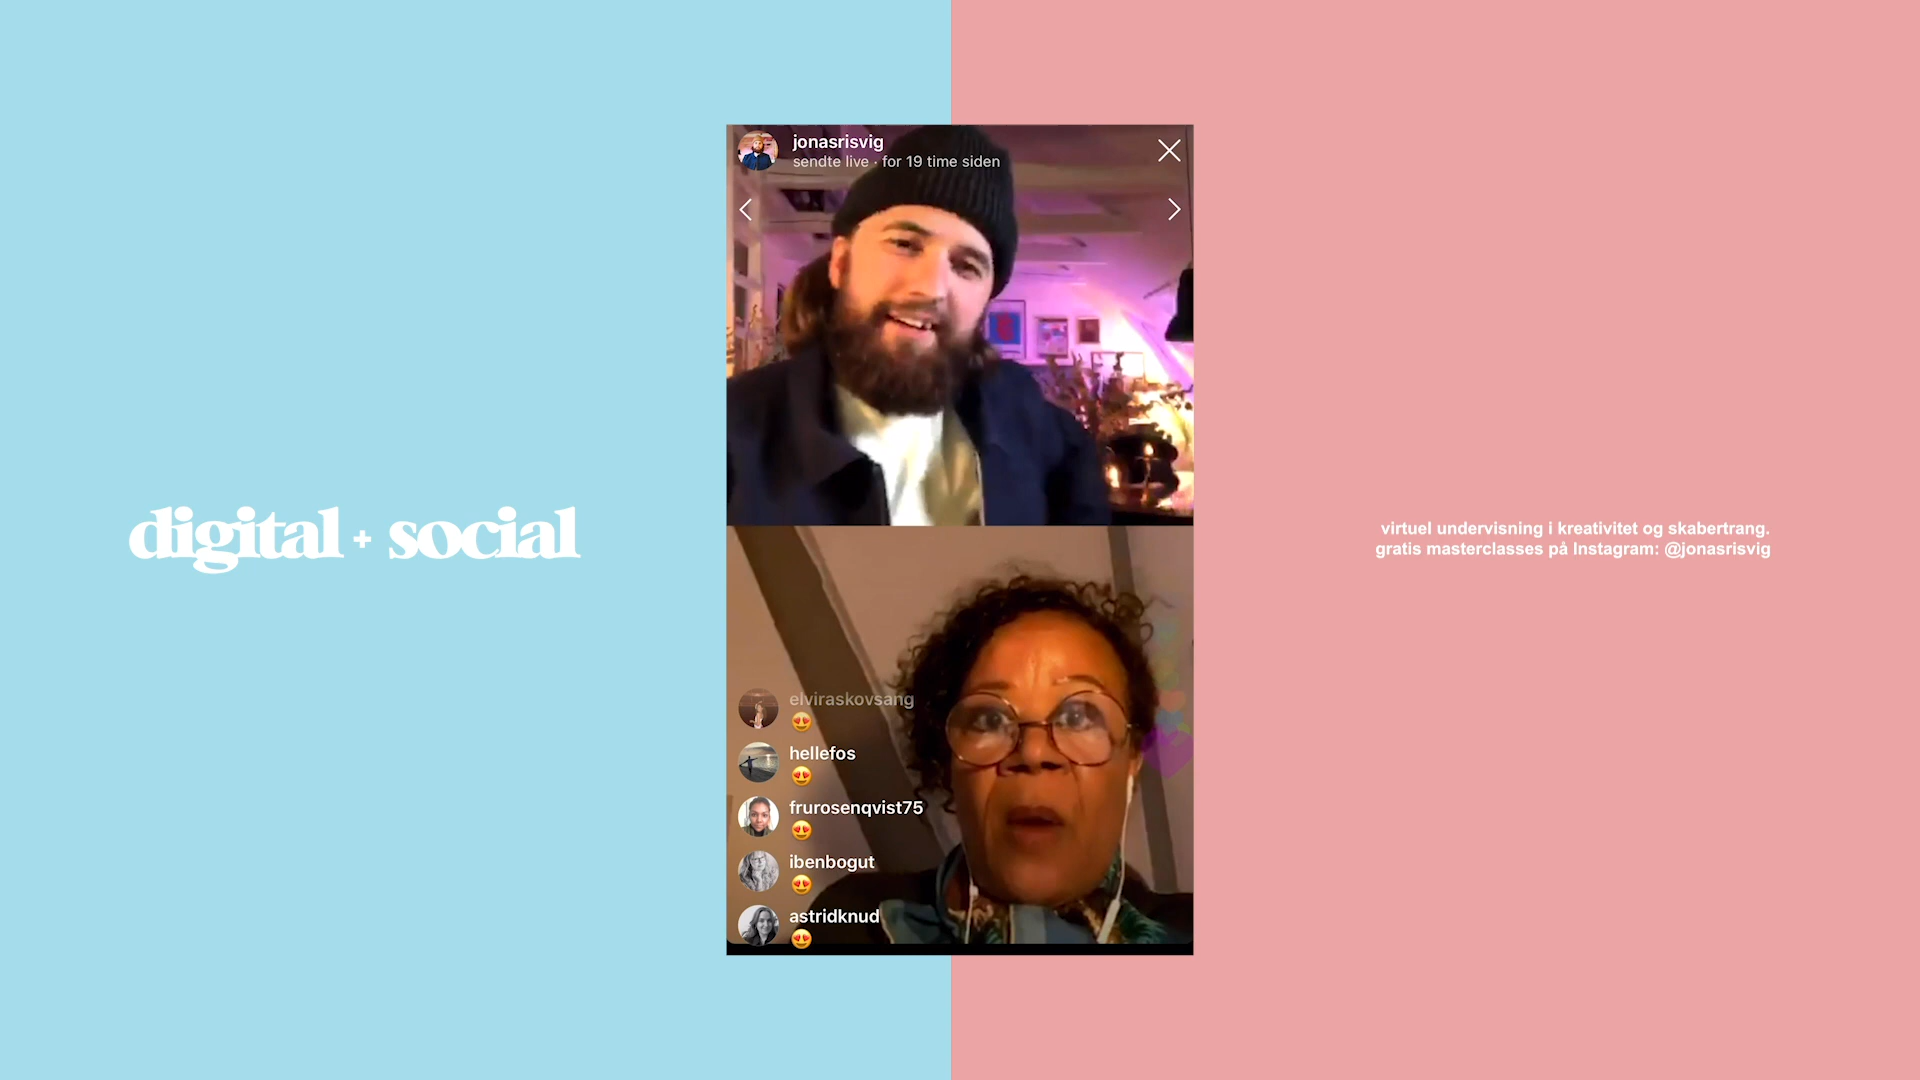 jonasrisvig
sendte live · for 19 time siden
digital + social
virtuel undervisning i kreativitet og skabertrang.
gratis masterclasses på Instagram: @jonasrisvig
elviraskovsang
😍
hellefos
😍
frurosenqvist75
😍
ibenbogut
😍
astridknud
😍